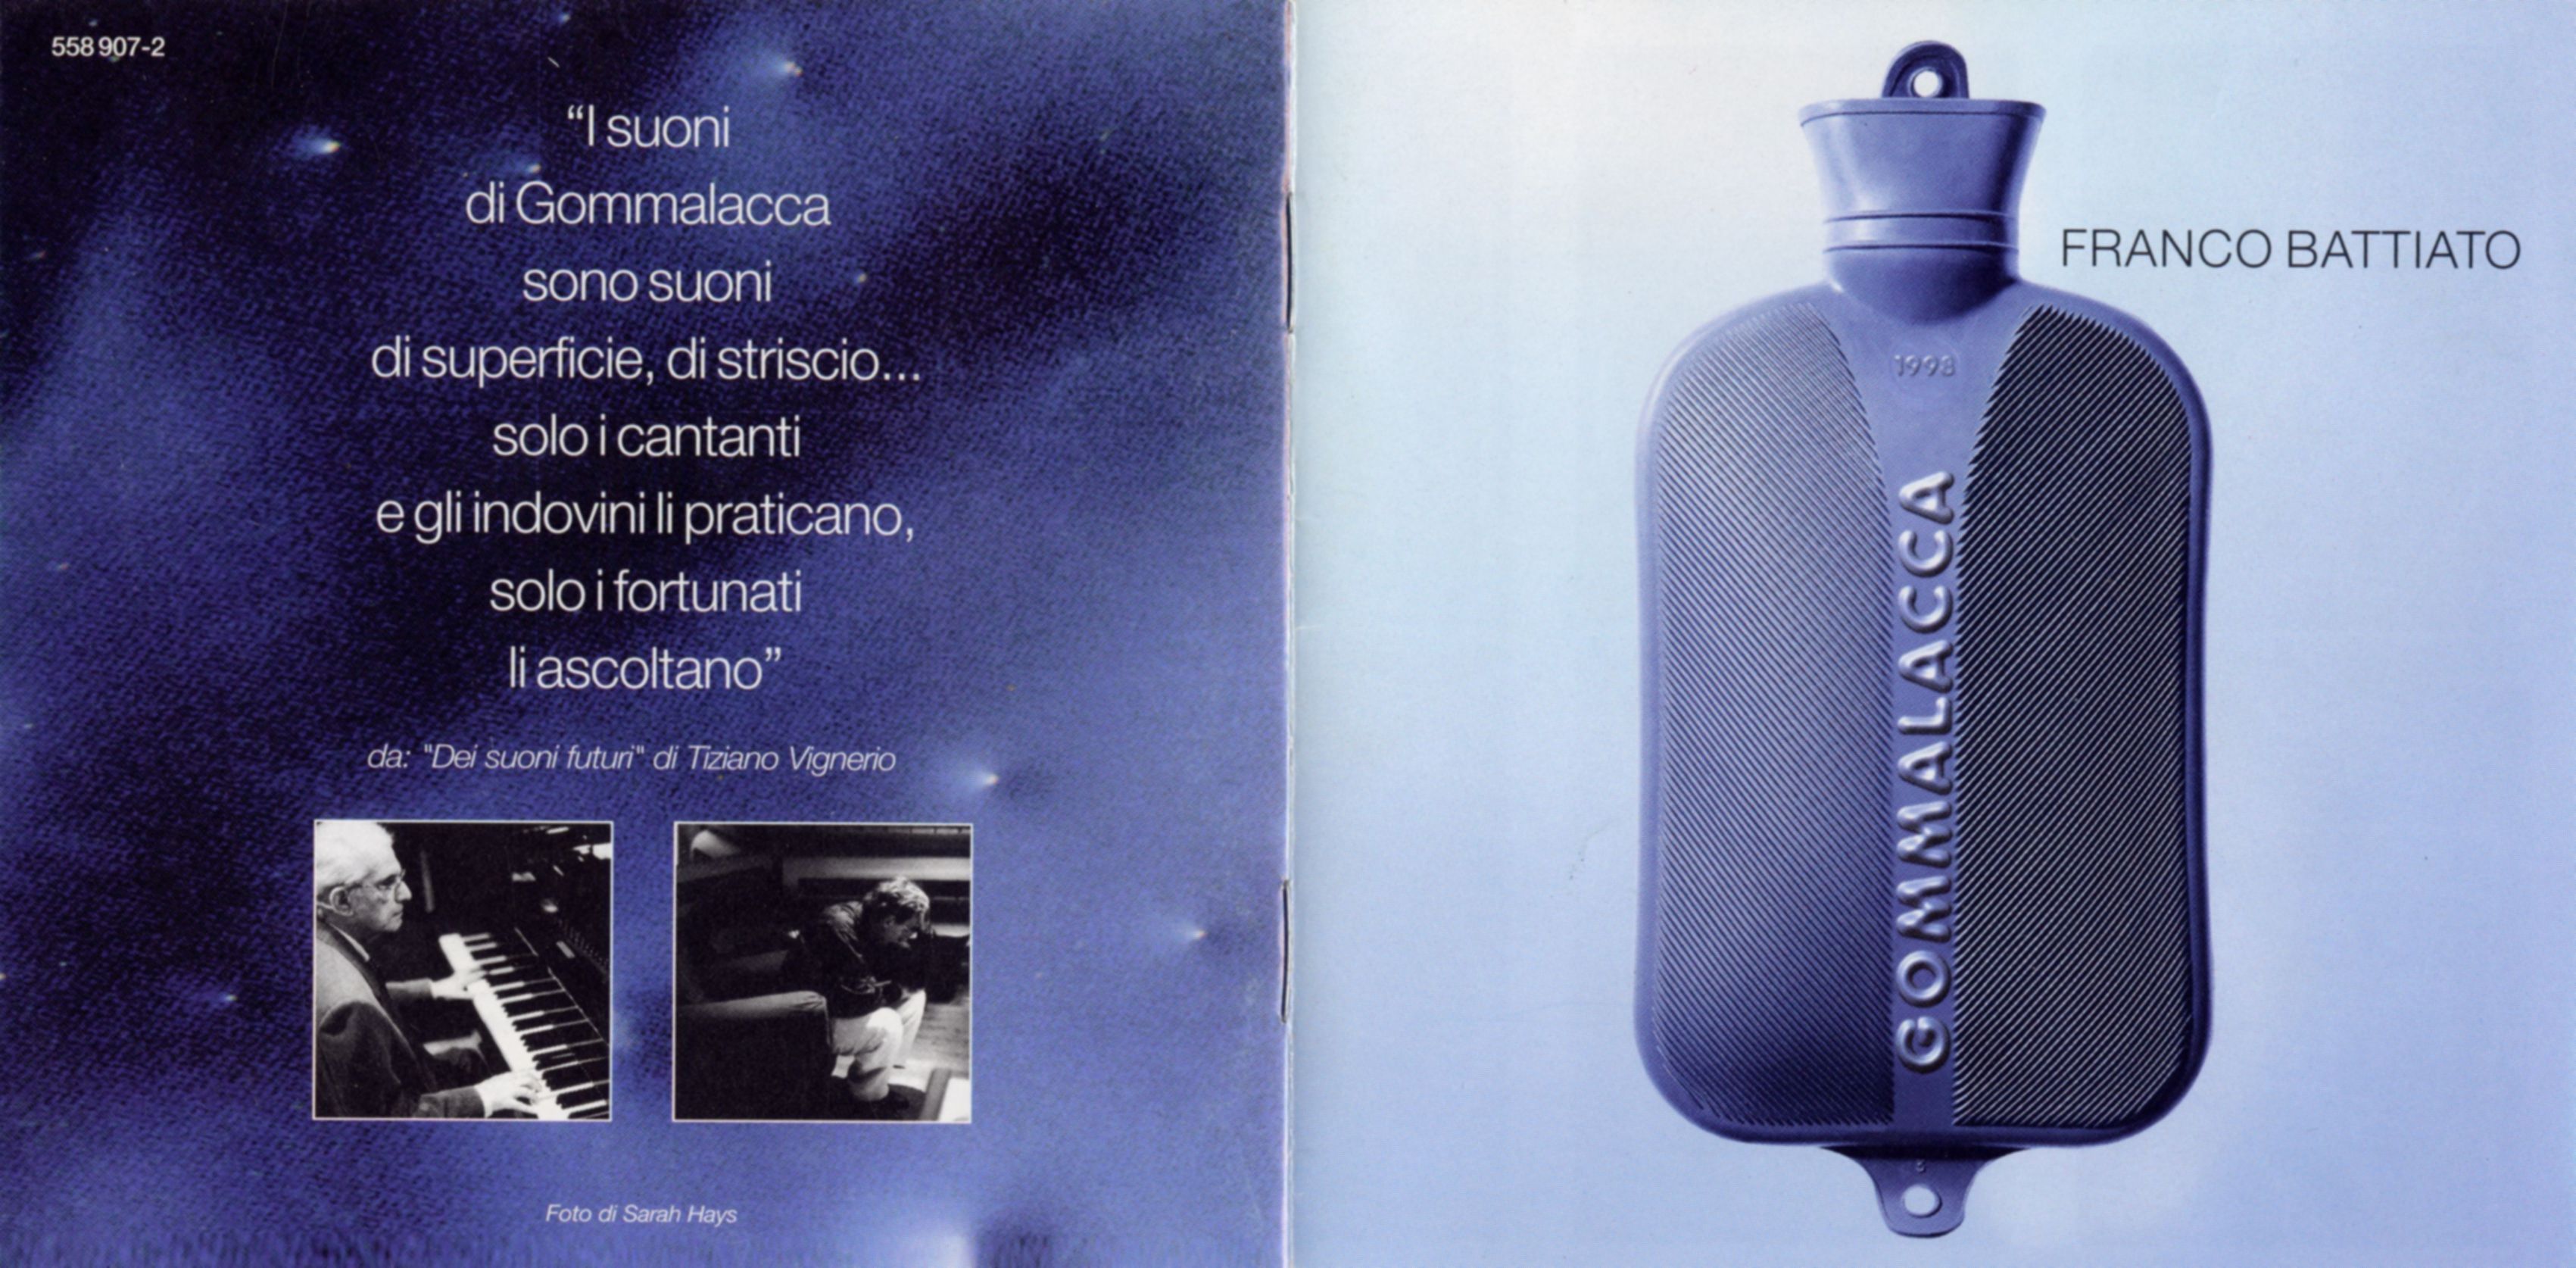 558 907-2
“I suoni
di Gommalacca
sono suoni
di superficie, di striscio...
solo i cantanti
e gli indovini li praticano,
solo i fortunati
li ascoltano”
da: "Dei suoni futuri" di Tiziano Vignerio
Foto di Sarah Hays
FRANCO BATTIATO
1998
GOMMALACCA